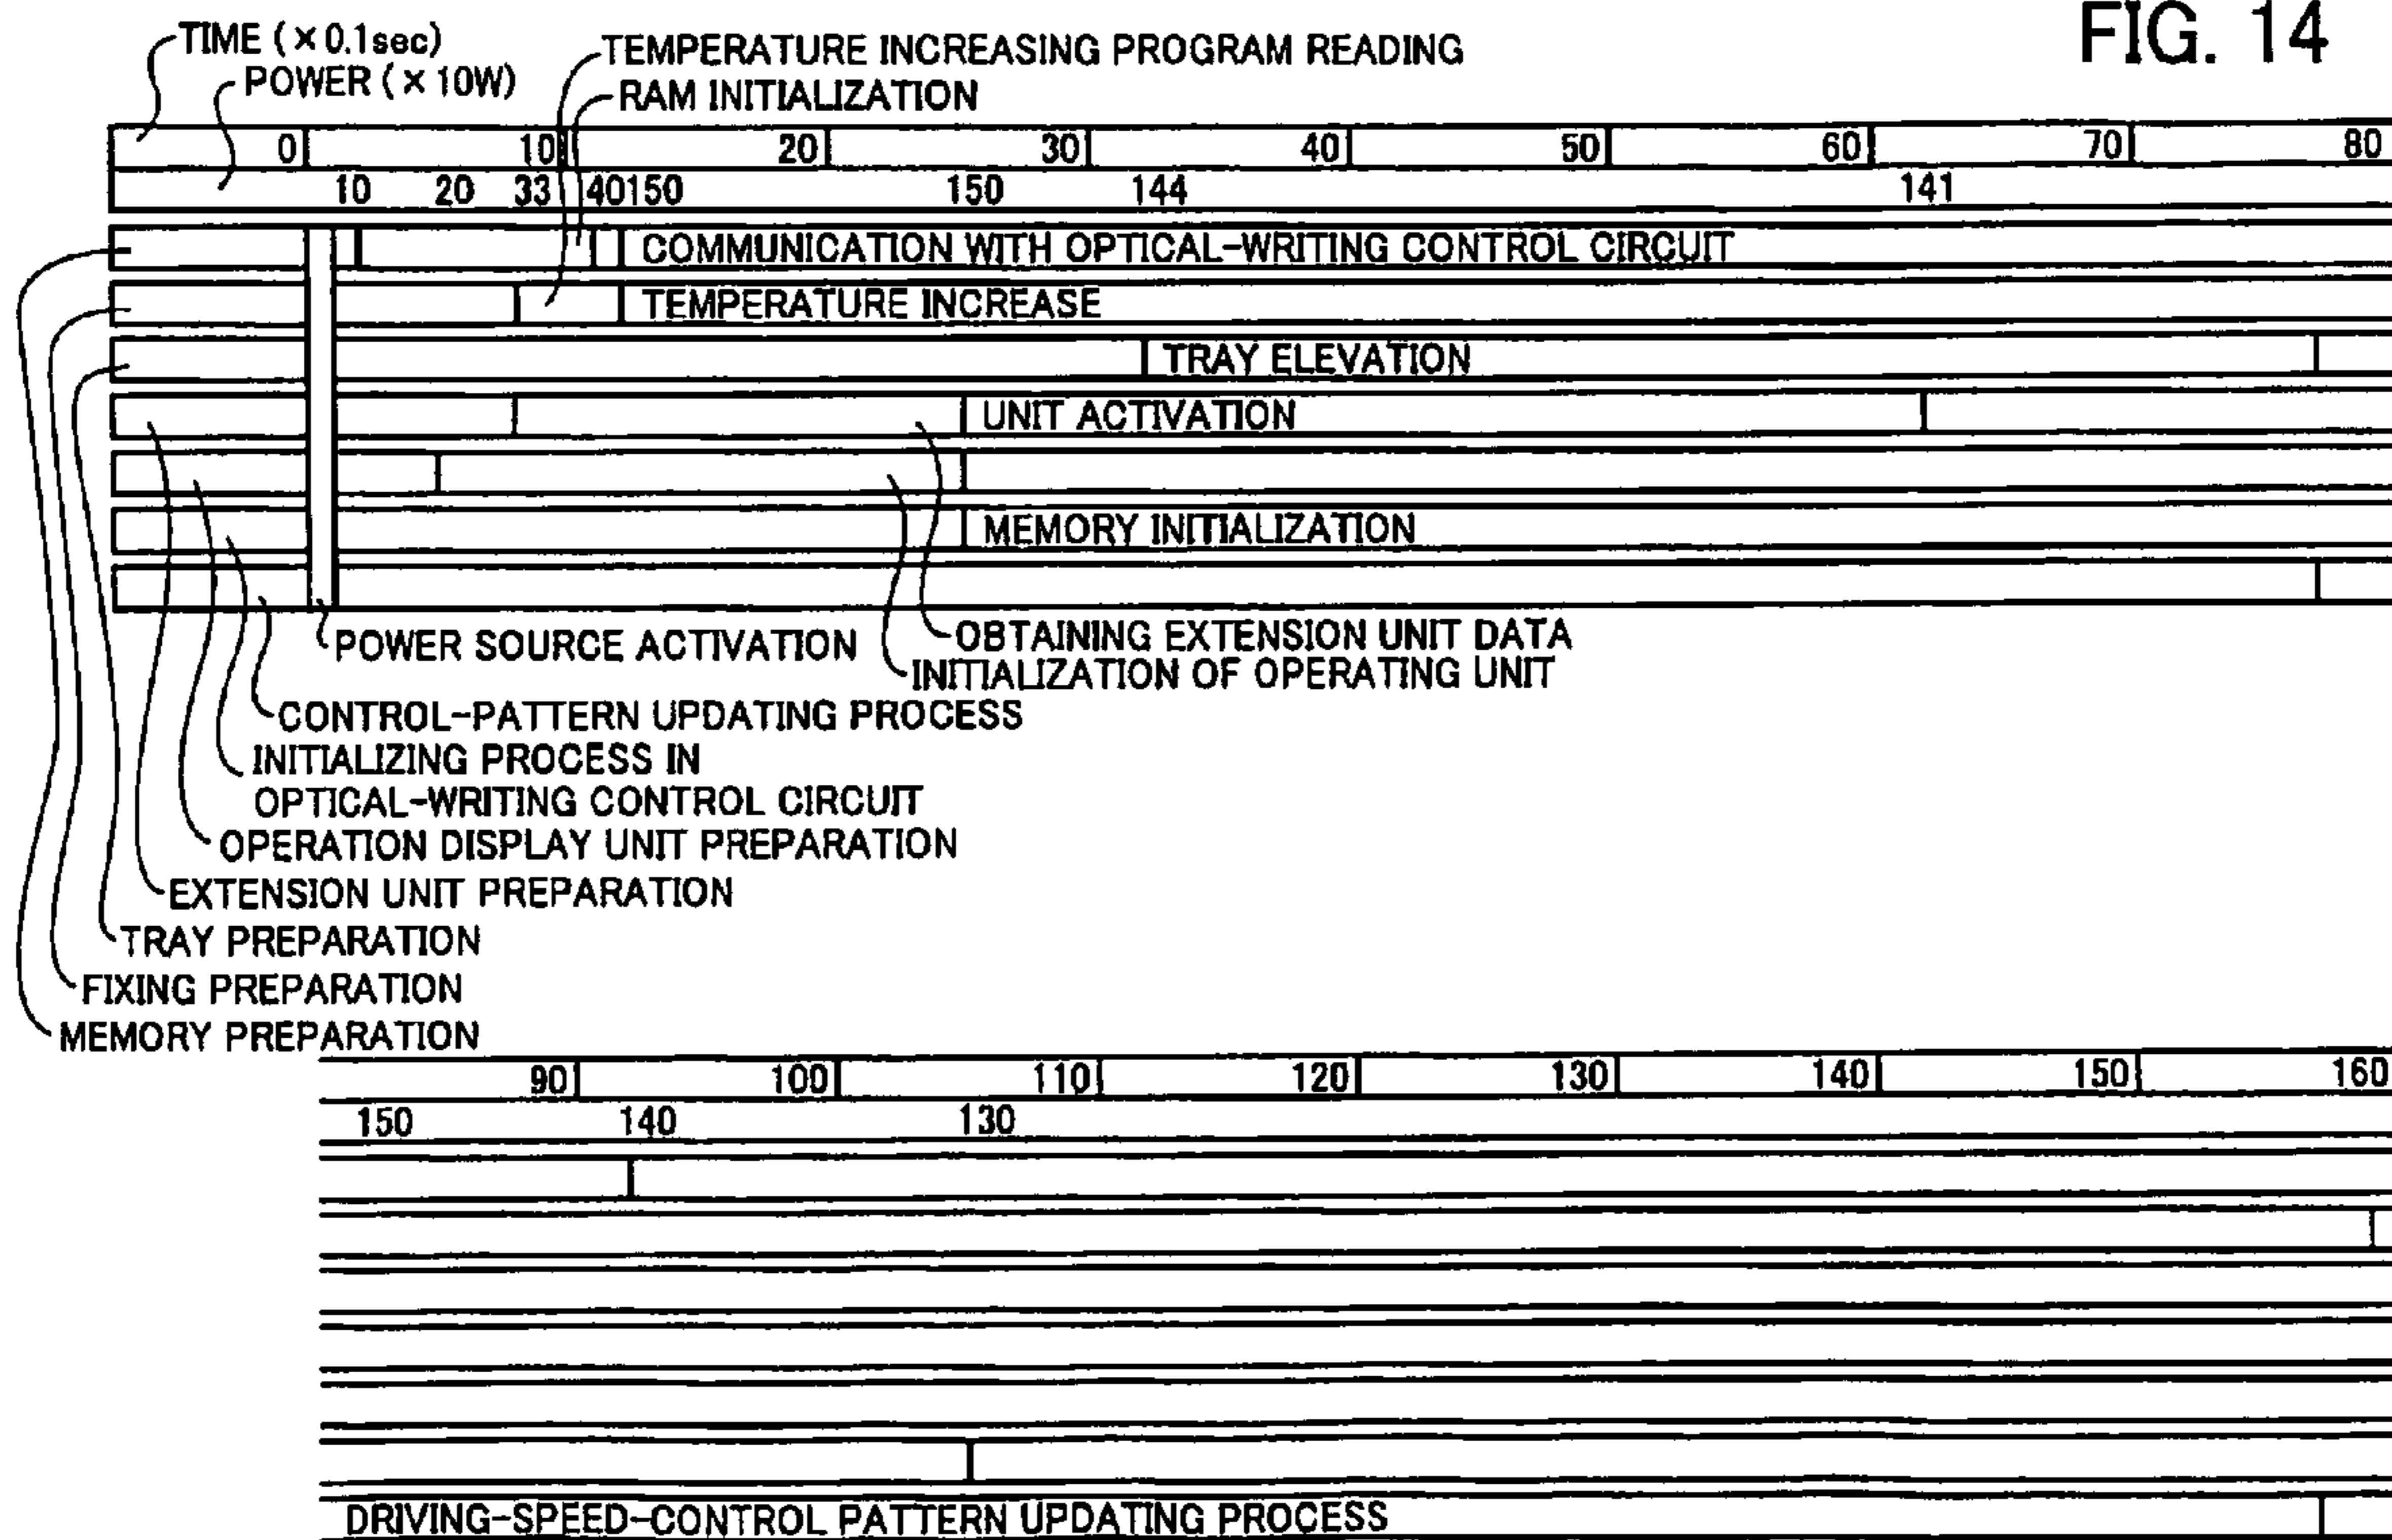 FIG. 14
TIME (×0.1sec)
POWER (×10W)
TEMPERATURE INCREASING PROGRAM READING
RAM INITIALIZATION
0 10 20 30 40 50 60 70 80
10 20 33 40 150 150 144 141
COMMUNICATION WITH OPTICAL-WRITING CONTROL CIRCUIT
TEMPERATURE INCREASE
TRAY ELEVATION
UNIT ACTIVATION
MEMORY INITIALIZATION
POWER SOURCE ACTIVATION
OBTAINING EXTENSION UNIT DATA
INITIALIZATION OF OPERATING UNIT
CONTROL-PATTERN UPDATING PROCESS
INITIALIZING PROCESS IN
OPTICAL-WRITING CONTROL CIRCUIT
OPERATION DISPLAY UNIT PREPARATION
EXTENSION UNIT PREPARATION
TRAY PREPARATION
FIXING PREPARATION
MEMORY PREPARATION
90 100 110 120 130 140 150 160
150 140 130
DRIVING-SPEED-CONTROL PATTERN UPDATING PROCESS